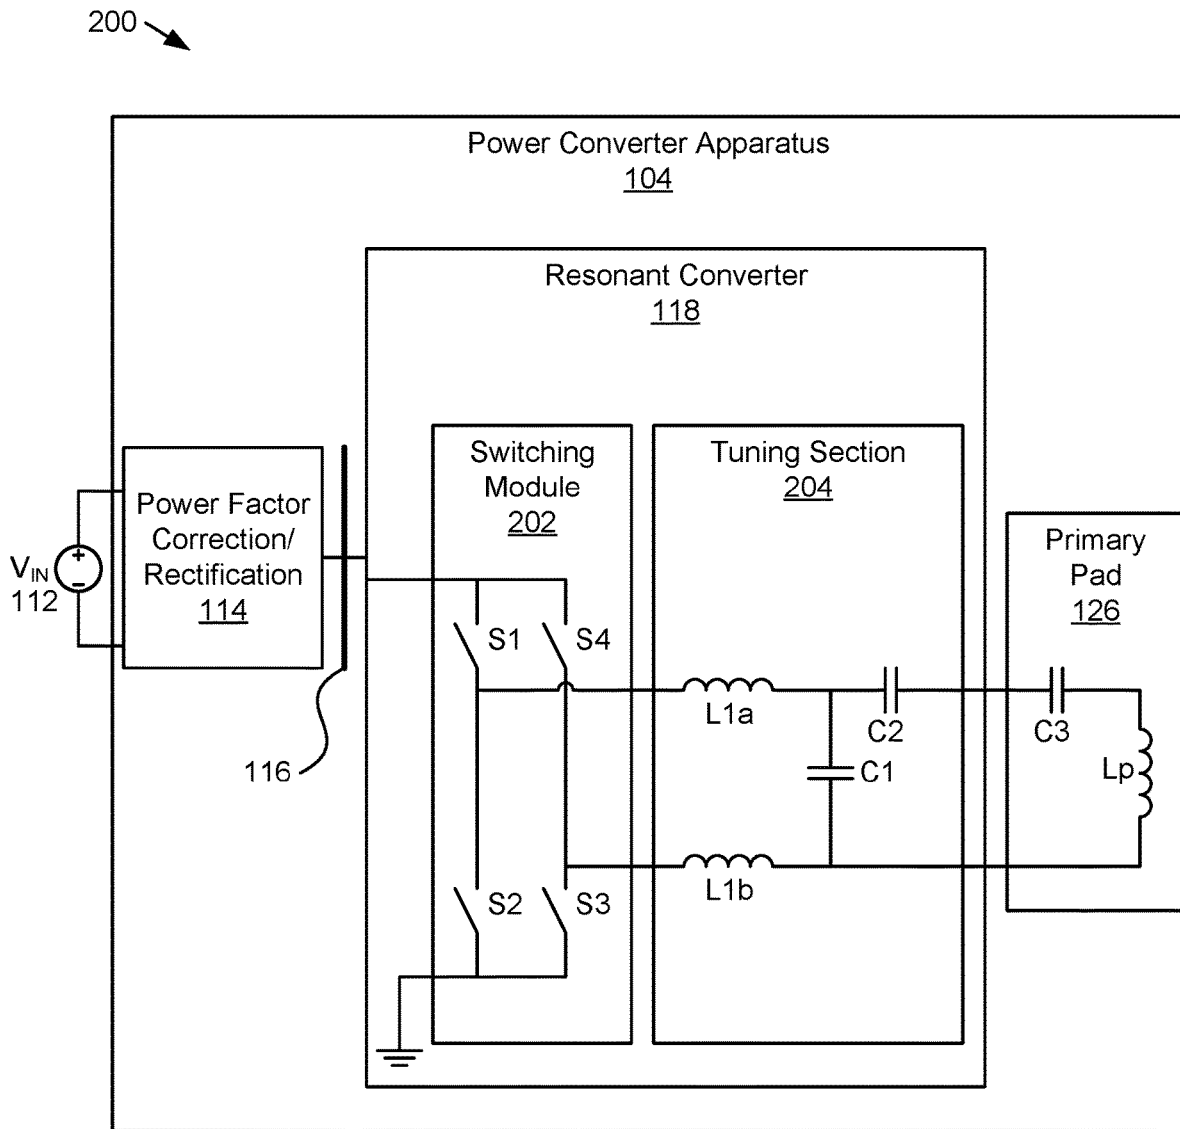 200
Power Converter Apparatus
104
Resonant Converter
118
Switching
Module
202
Tuning Section
204
Power Factor
Correction/
Rectification
114
Primary
Pad
126
+
−
VIN
112
S1
S4
L1a
C2
C3
116
C1
Lp
L1b
S2
S3